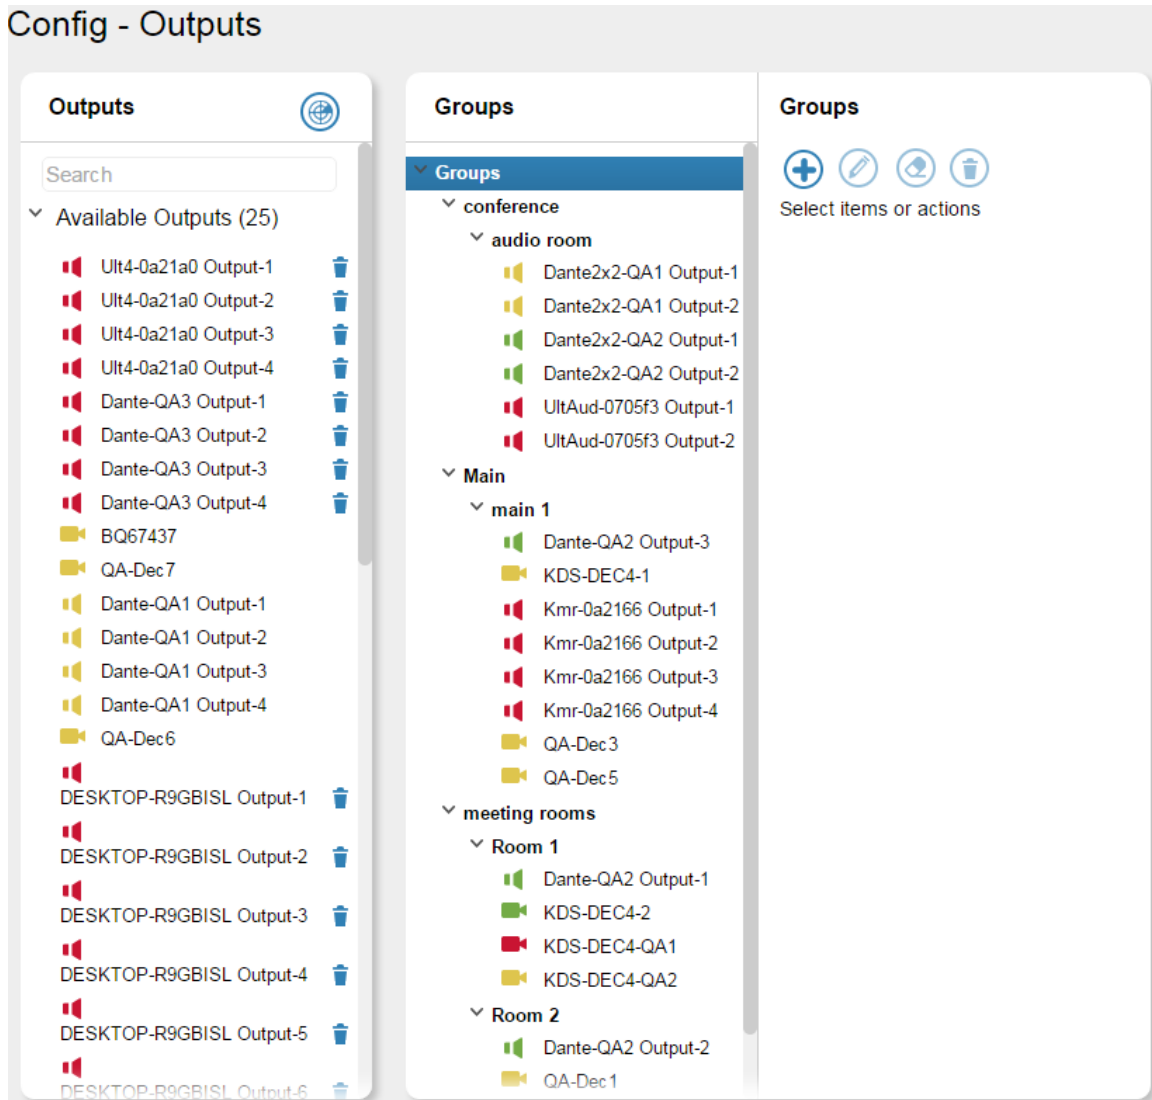 Config - Outputs
Outputs
Search
Available Outputs (25)
Ult4-0a21a0 Output-1
Ult4-0a21a0 Output-2
Ult4-0a21a0 Output-3
Ult4-0a21a0 Output-4
Dante-QA3 Output-1
Dante-QA3 Output-2
Dante-QA3 Output-3
Dante-QA3 Output-4
BQ67437
QA-Dec7
Dante-QA1 Output-1
Dante-QA1 Output-2
Dante-QA1 Output-3
Dante-QA1 Output-4
QA-Dec6
DESKTOP-R9GBISL Output-1
DESKTOP-R9GBISL Output-2
DESKTOP-R9GBISL Output-3
DESKTOP-R9GBISL Output-4
DESKTOP-R9GBISL Output-5
DESKTOP-R9GBISL Output-6
Groups
Groups
conference
audio room
Dante2x2-QA1 Output-1
Dante2x2-QA1 Output-2
Dante2x2-QA2 Output-1
Dante2x2-QA2 Output-2
UltAud-0705f3 Output-1
UltAud-0705f3 Output-2
Main
main 1
Dante-QA2 Output-3
KDS-DEC4-1
Kmr-0a2166 Output-1
Kmr-0a2166 Output-2
Kmr-0a2166 Output-3
Kmr-0a2166 Output-4
QA-Dec3
QA-Dec5
meeting rooms
Room 1
Dante-QA2 Output-1
KDS-DEC4-2
KDS-DEC4-QA1
KDS-DEC4-QA2
Room 2
Dante-QA2 Output-2
QA-Dec1
Groups
Select items or actions